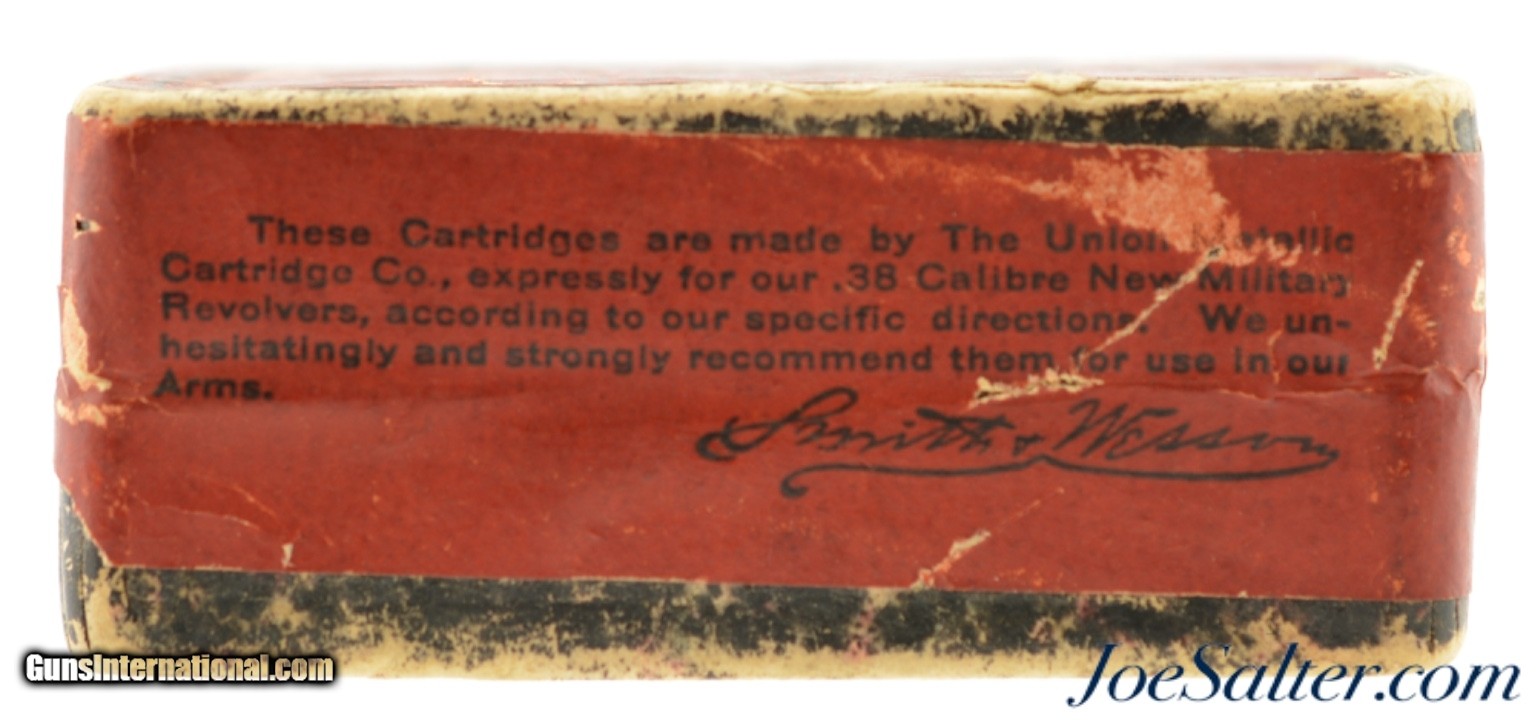 These Cartridges are made by The Union Metallic
Cartridge Co., expressly for our .38 Calibre New Military
Revolvers, according to our specific directions. We un-
hesitatingly and strongly recommend them for use in our
Arms.
Smith & Wesson
GunsInternational.com
JoeSalter.com